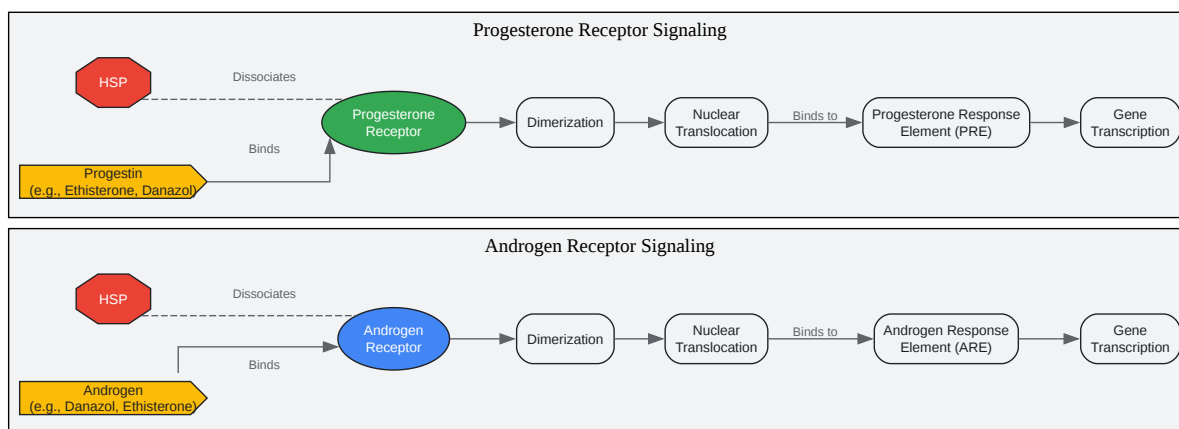 Progesterone Receptor Signaling
HSP
Dissociates
Progesterone
Receptor
Binds
Progestin
(e.g., Ethisterone, Danazol)
Dimerization
Nuclear
Translocation
Binds to
Progesterone Response
Element (PRE)
Gene
Transcription
Androgen Receptor Signaling
HSP
Dissociates
Androgen
Receptor
Binds
Androgen
(e.g., Danazol, Ethisterone)
Dimerization
Nuclear
Translocation
Binds to
Androgen Response
Element (ARE)
Gene
Transcription